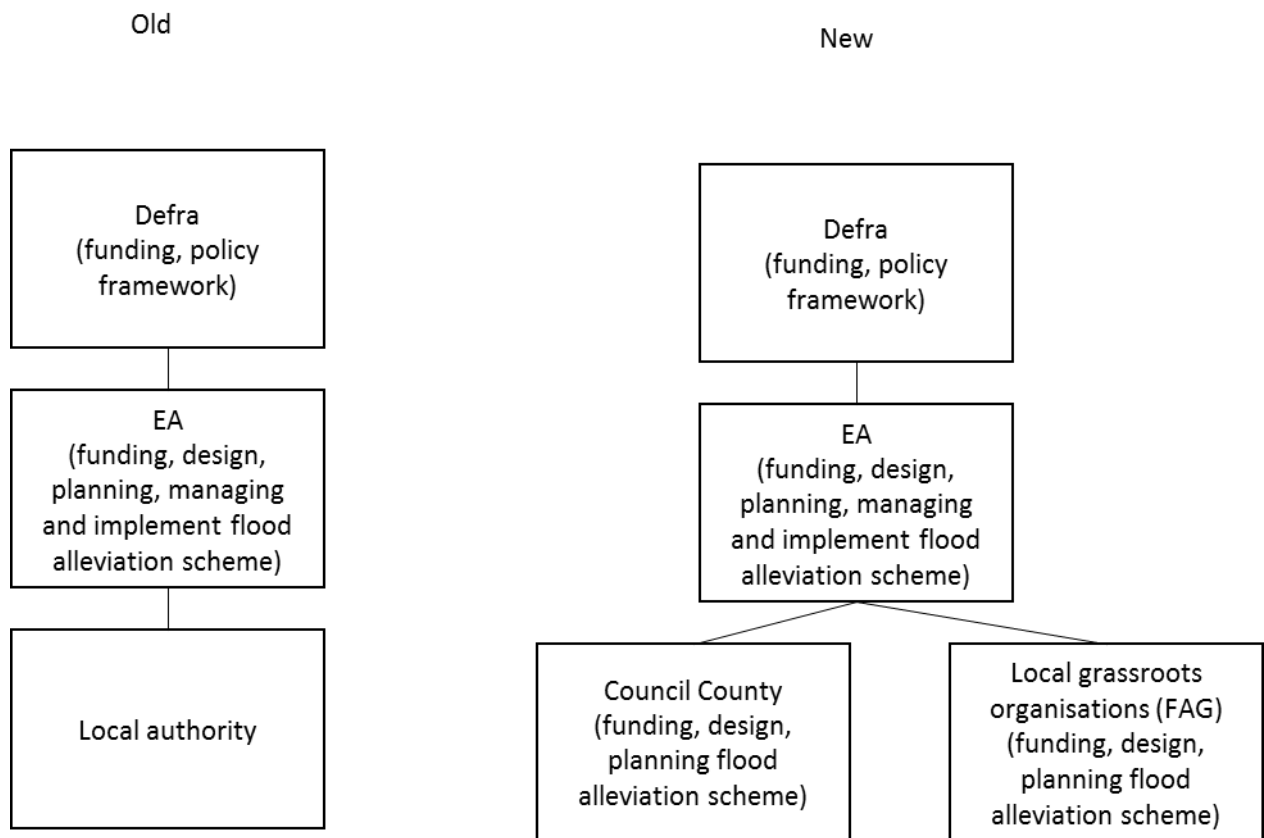 Old
New
Defra
(funding, policy
framework)
EA
(funding, design,
planning, managing
and implement flood
alleviation scheme)
Local authority
Defra
(funding, policy
framework)
EA
(funding, design,
planning, managing
and implement flood
alleviation scheme)
Council County
(funding, design,
planning flood
alleviation scheme)
Local grassroots
organisations (FAG)
(funding, design,
planning flood
alleviation scheme)